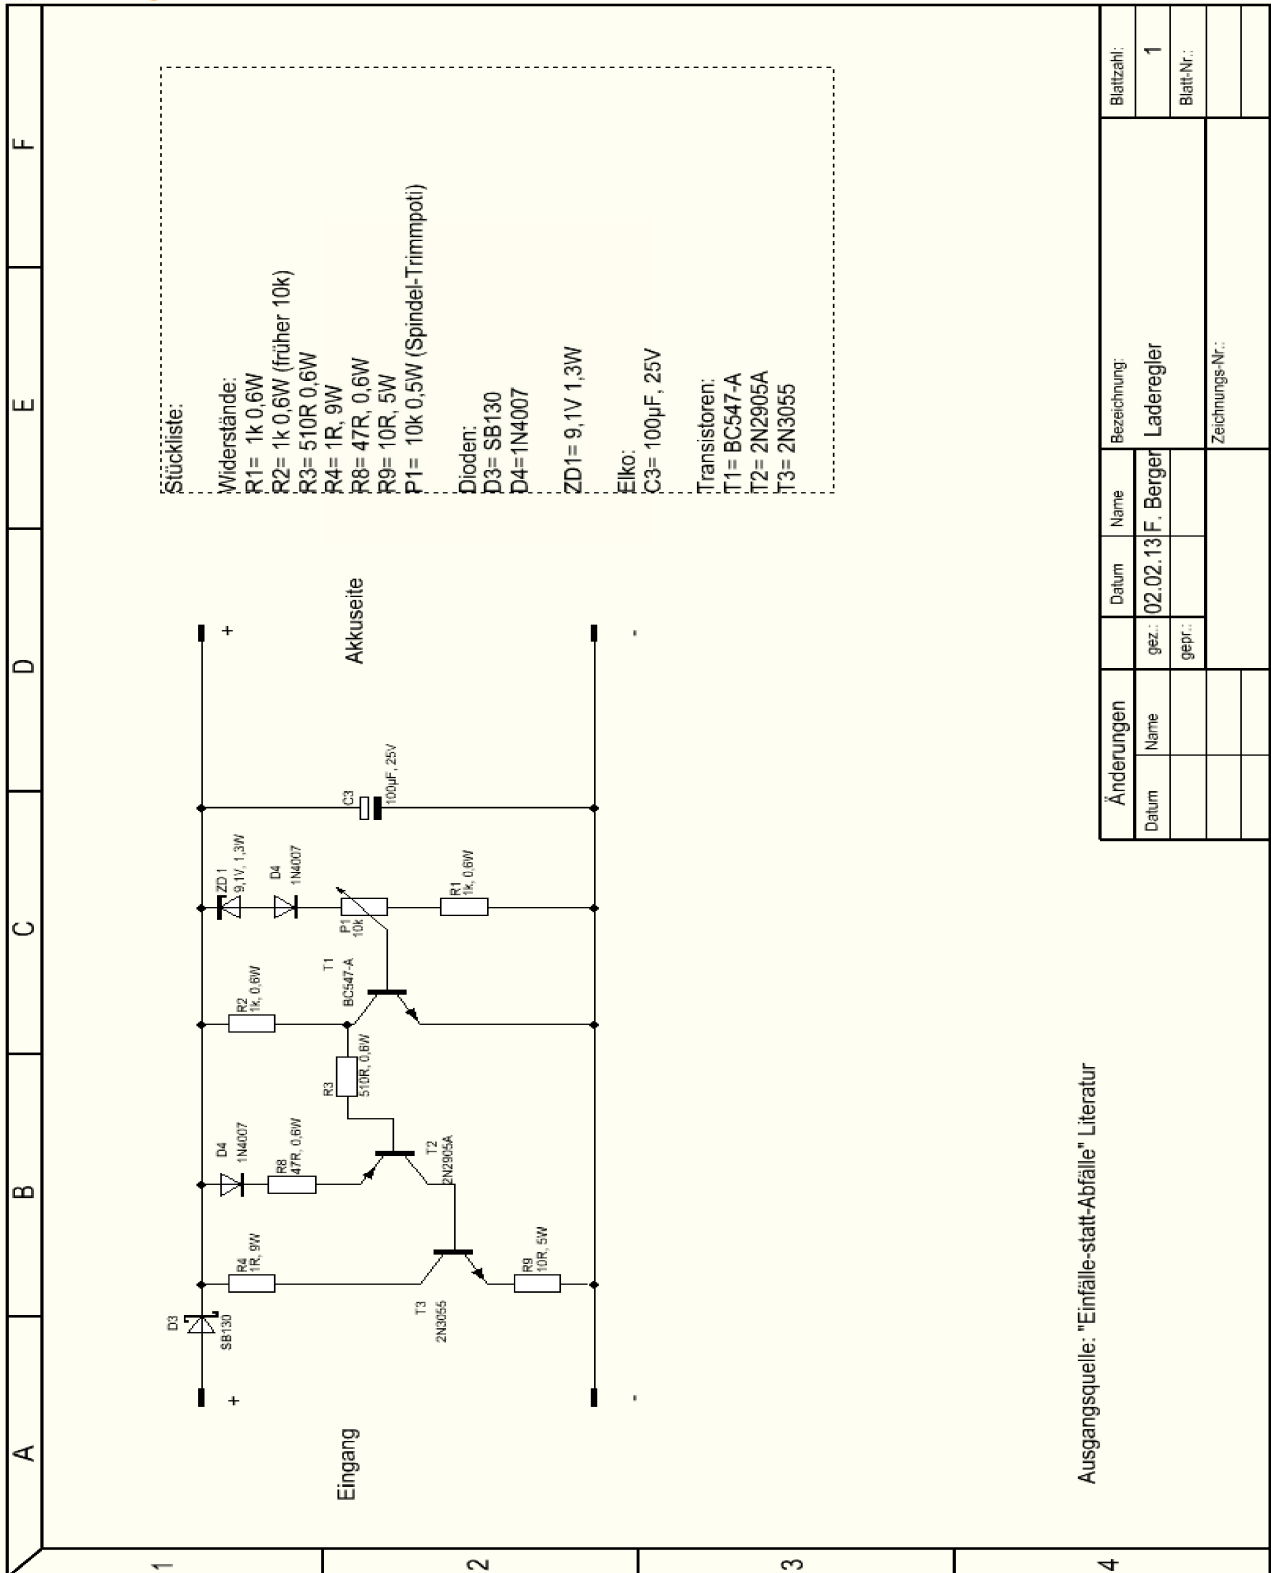 A
B
C
D
E
F
1
2
3
4
Eingang
+
-
D3
SB130
R4
1R, 9W
T3
2N3055
R9
10R, 5W
D4
1N4007
R8
47R, 0,6W
T2
2N2905A
R3
510R, 0,6W
R2
1k, 0,6W
T1
BC547-A
ZD 1
9,1V, 1,3W
D4
1N4007
P1
10k
R1
1k, 0,6W
C3
100µF, 25V
+
-
Akkuseite
Stückliste:
Widerstände:
R1= 1k 0,6W
R2= 1k 0,6W (früher 10k)
R3= 510R 0,6W
R4= 1R, 9W
R8= 47R, 0,6W
R9= 10R, 5W
P1= 10k 0,5W (Spindel-Trimmpoti)
Dioden:
D3= SB130
D4=1N4007
ZD1= 9,1V 1,3W
Elko:
C3= 100µF, 25V
Transistoren:
T1= BC547-A
T2= 2N2905A
T3= 2N3055
Ausgangsquelle: "Einfälle-statt-Abfälle" Literatur
Änderungen
Datum Name
Datum Name
gez.: 02.02.13 F. Berger
gepr.:
Bezeichnung:
Laderegler
Zeichnungs-Nr.:
Blattzahl:
1
Blatt-Nr.: